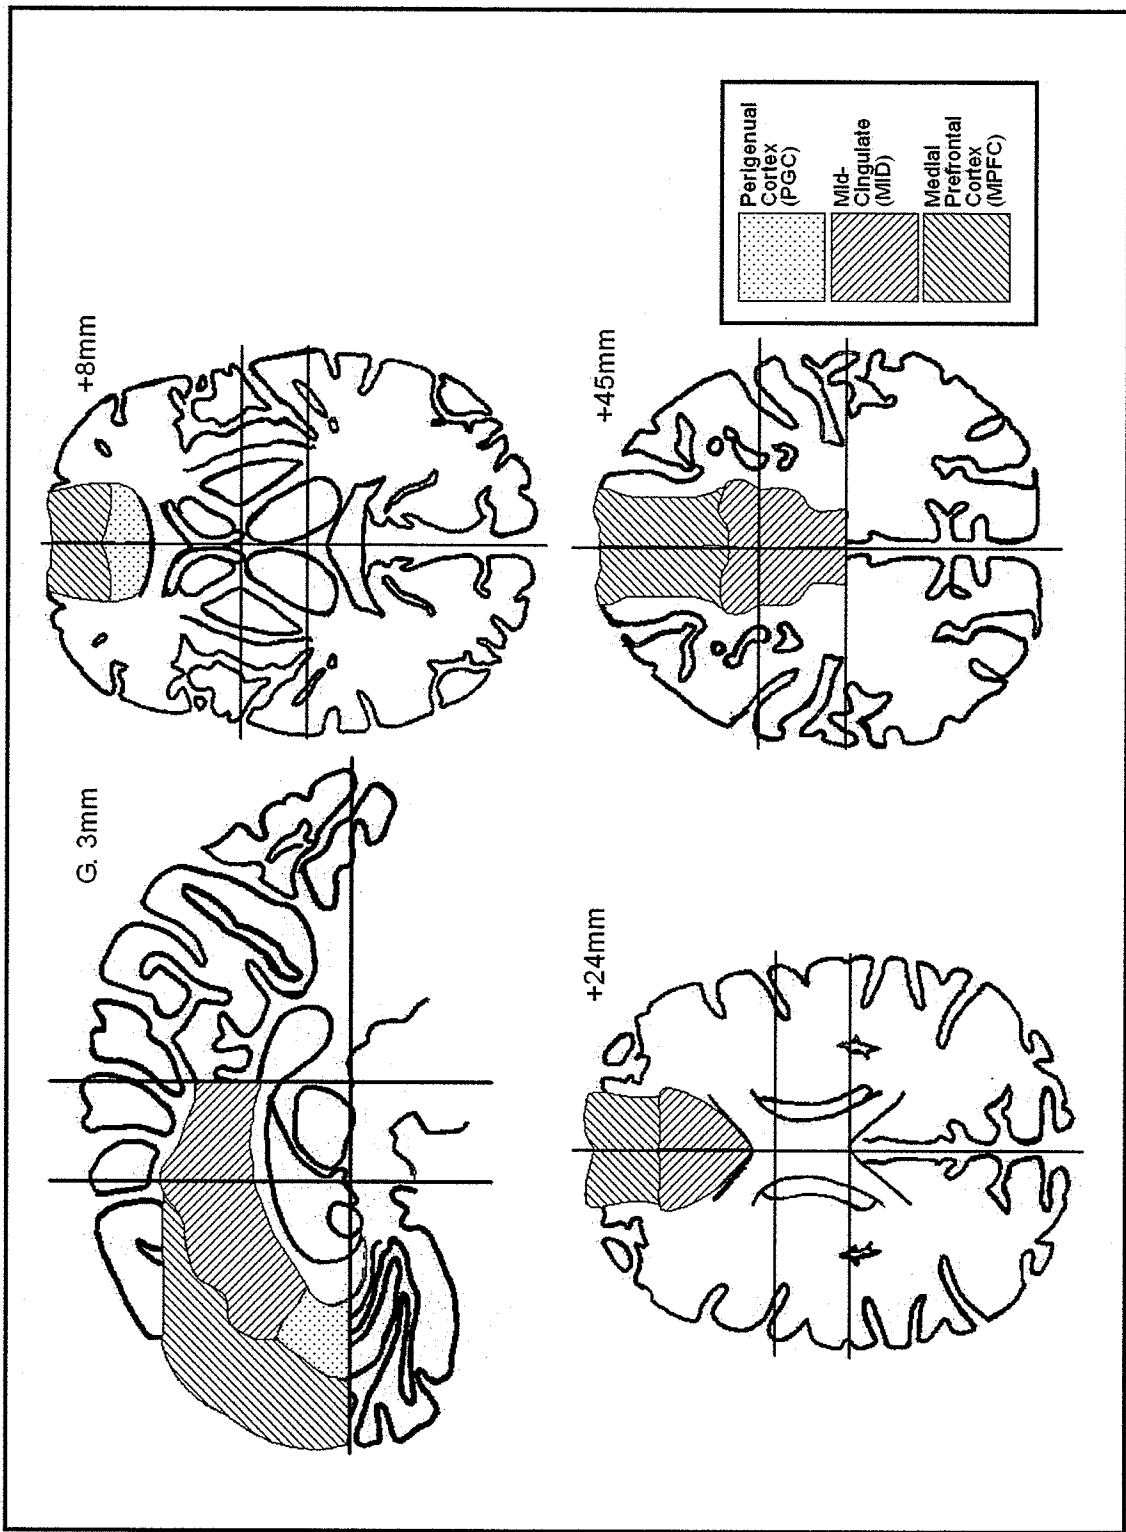 G. 3mm
+8mm
+24mm
+45mm
Perigenual
Cortex
(PGC)
Mid-
Cingulate
(MID)
Medial
Prefrontal
Cortex
(MPFC)